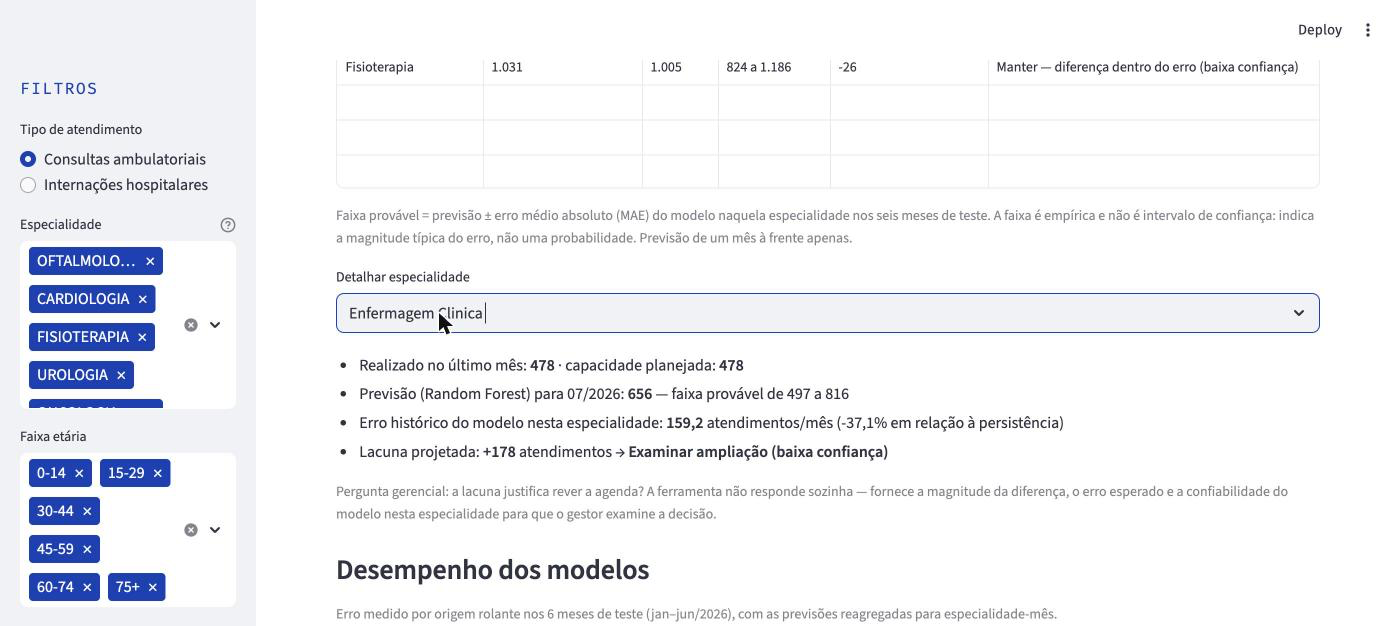 Deploy
FILTROS
Tipo de atendimento
Consultas ambulatoriais
Internações hospitalares
Especialidade
OFTALMOLO…
CARDIOLOGIA
FISIOTERAPIA
UROLOGIA
Faixa etária
0-14 15-29
30-44
45-59
60-74 75+
Fisioterapia 1.031 1.005 824 a 1.186 -26 Manter — diferença dentro do erro (baixa confiança)
Faixa provável = previsão ± erro médio absoluto (MAE) do modelo naquela especialidade nos seis meses de teste. A faixa é empírica e não é intervalo de confiança: indica
a magnitude típica do erro, não uma probabilidade. Previsão de um mês à frente apenas.
Detalhar especialidade
Enfermagem Clinica
Realizado no último mês: 478 · capacidade planejada: 478
Previsão (Random Forest) para 07/2026: 656 — faixa provável de 497 a 816
Erro histórico do modelo nesta especialidade: 159,2 atendimentos/mês (-37,1% em relação à persistência)
Lacuna projetada: +178 atendimentos → Examinar ampliação (baixa confiança)
Pergunta gerencial: a lacuna justifica rever a agenda? A ferramenta não responde sozinha — fornece a magnitude da diferença, o erro esperado e a confiabilidade do
modelo nesta especialidade para que o gestor examine a decisão.
Desempenho dos modelos
Erro medido por origem rolante nos 6 meses de teste (jan–jun/2026), com as previsões reagregadas para especialidade-mês.